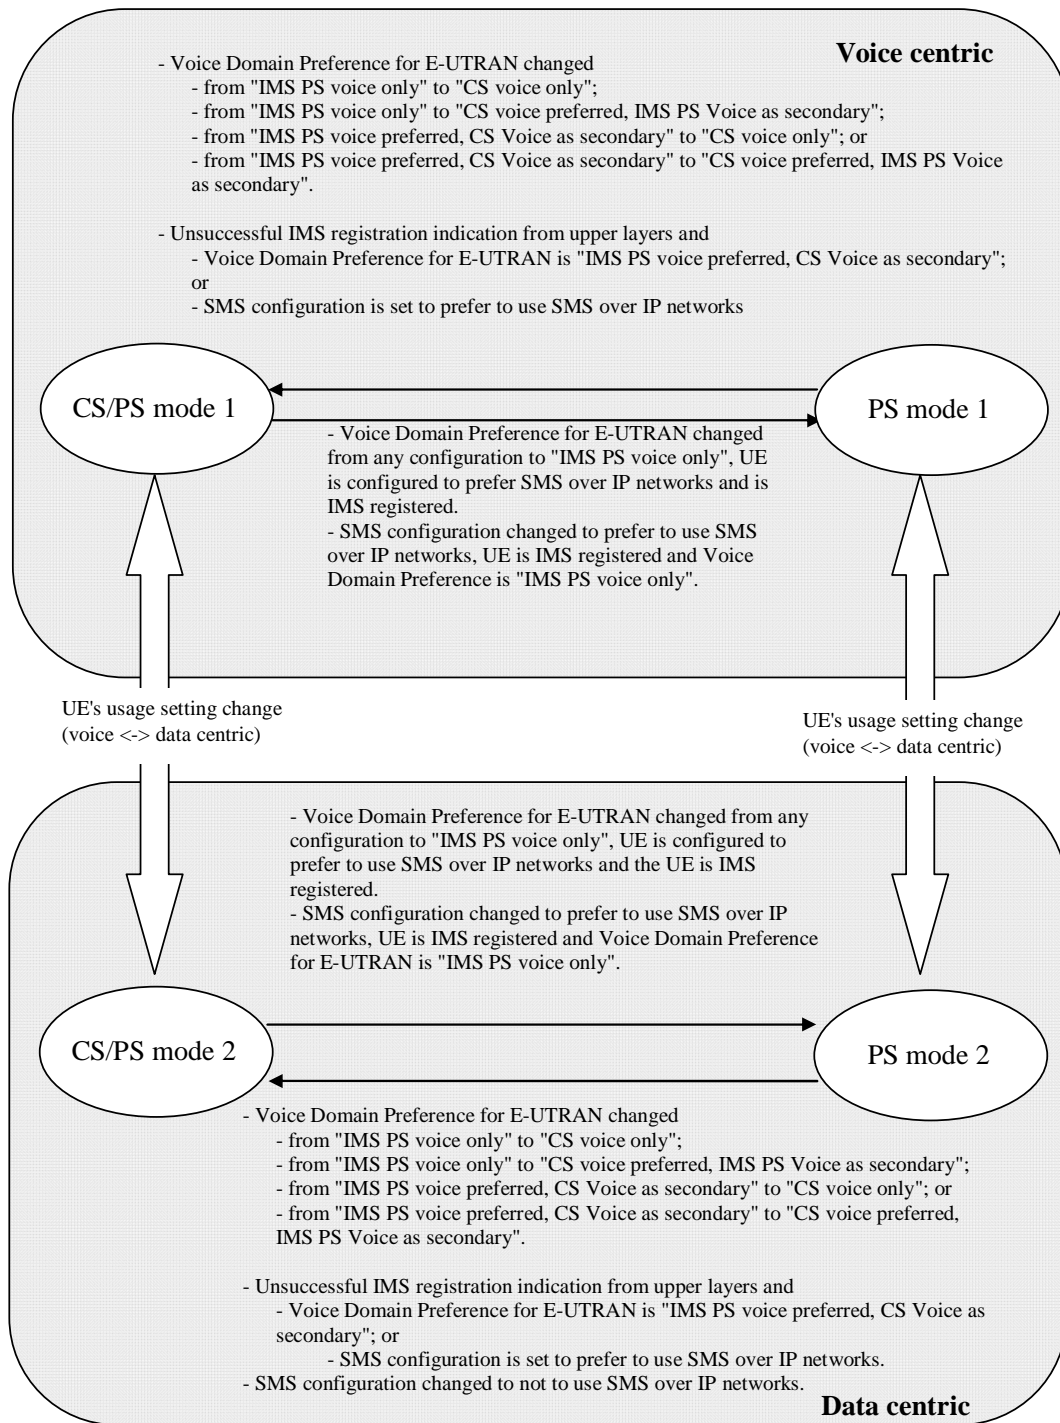 Voice centric
- Voice Domain Preference for E-UTRAN changed
- from "IMS PS voice only" to "CS voice only";
- from "IMS PS voice only" to "CS voice preferred, IMS PS Voice as secondary";
- from "IMS PS voice preferred, CS Voice as secondary" to "CS voice only"; or
- from "IMS PS voice preferred, CS Voice as secondary" to "CS voice preferred, IMS PS Voice
as secondary".
- Unsuccessful IMS registration indication from upper layers and
- Voice Domain Preference for E-UTRAN is "IMS PS voice preferred, CS Voice as secondary";
or
- SMS configuration is set to prefer to use SMS over IP networks
CS/PS mode 1
PS mode 1
- Voice Domain Preference for E-UTRAN changed
from any configuration to "IMS PS voice only", UE
is configured to prefer SMS over IP networks and is
IMS registered.
- SMS configuration changed to prefer to use SMS
over IP networks, UE is IMS registered and Voice
Domain Preference is "IMS PS voice only".
UE's usage setting change
(voice <-> data centric)
UE's usage setting change
(voice <-> data centric)
- Voice Domain Preference for E-UTRAN changed from any
configuration to "IMS PS voice only", UE is configured to
prefer to use SMS over IP networks and the UE is IMS
registered.
- SMS configuration changed to prefer to use SMS over IP
networks, UE is IMS registered and Voice Domain Preference
for E-UTRAN is "IMS PS voice only".
CS/PS mode 2
PS mode 2
- Voice Domain Preference for E-UTRAN changed
- from "IMS PS voice only" to "CS voice only";
- from "IMS PS voice only" to "CS voice preferred, IMS PS Voice as secondary";
- from "IMS PS voice preferred, CS Voice as secondary" to "CS voice only"; or
- from "IMS PS voice preferred, CS Voice as secondary" to "CS voice preferred,
IMS PS Voice as secondary".
- Unsuccessful IMS registration indication from upper layers and
- Voice Domain Preference for E-UTRAN is "IMS PS voice preferred, CS Voice as
secondary"; or
- SMS configuration is set to prefer to use SMS over IP networks.
- SMS configuration changed to not to use SMS over IP networks.
Data centric